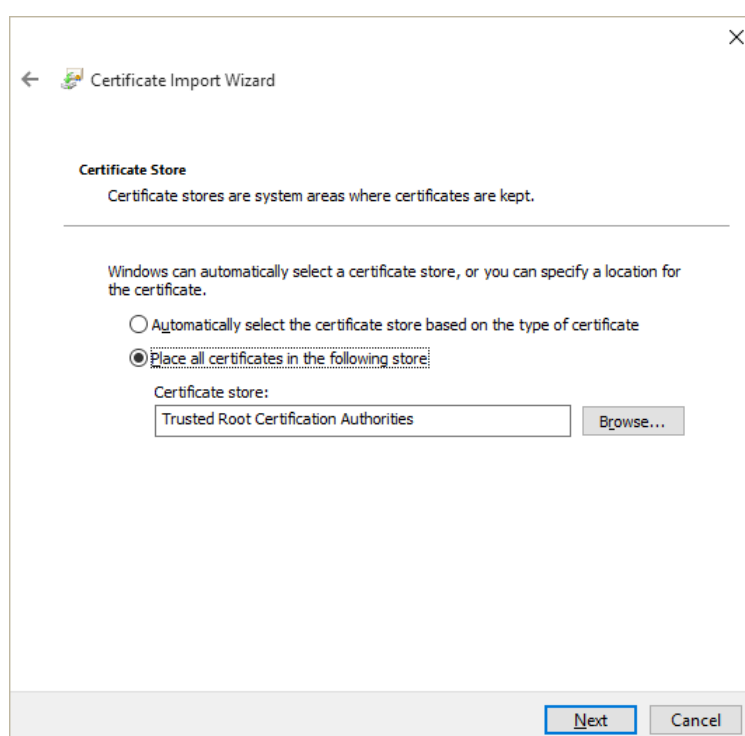 Certificate Import Wizard
Certificate Store
Certificate stores are system areas where certificates are kept.
Windows can automatically select a certificate store, or you can specify a location for
the certificate.
Automatically select the certificate store based on the type of certificate
Place all certificates in the following store
Certificate store:
Trusted Root Certification Authorities
Browse...
Next
Cancel